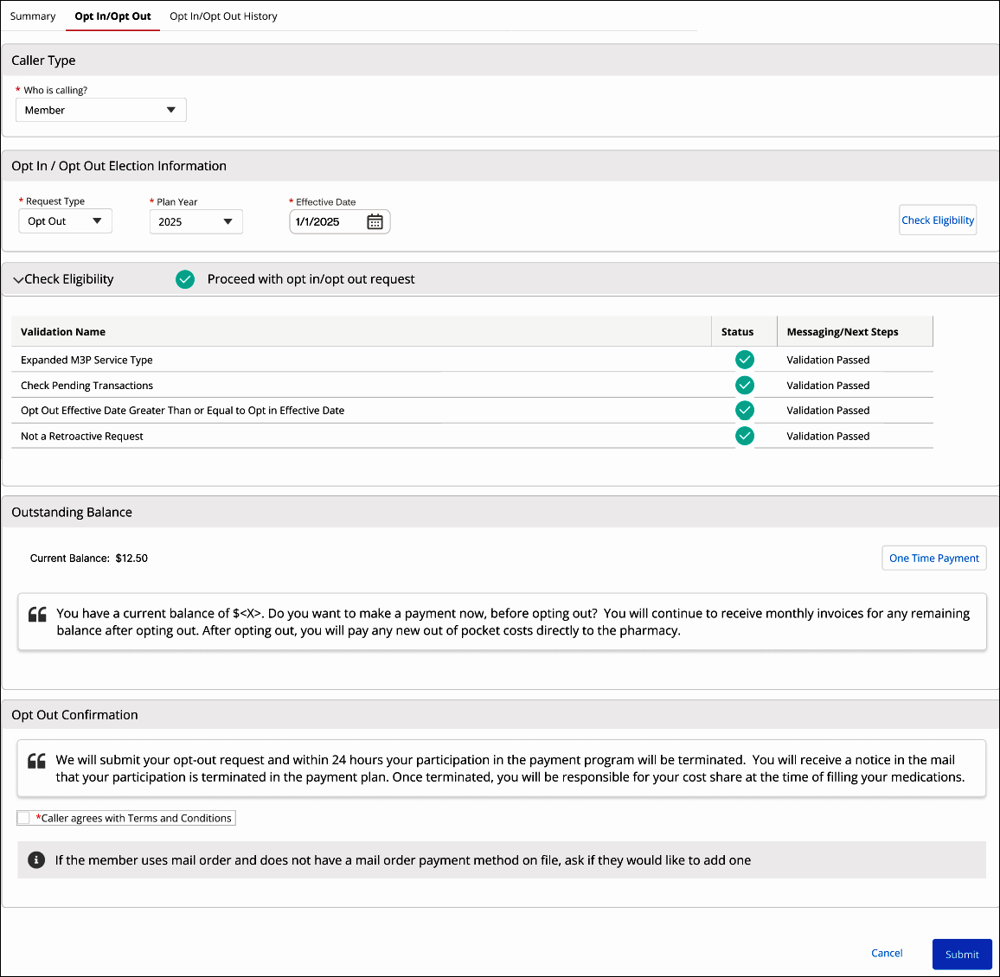 Summary Opt In/Opt Out Opt In/Opt Out History
Caller Type
* Who is calling?
Member
Opt In / Opt Out Election Information
* Request Type * Plan Year * Effective Date
Opt Out 2025 1/1/2025 Check Eligibility
Check Eligibility Proceed with opt in/opt out request
Validation Name Status Messaging/Next Steps
Expanded M3P Service Type Validation Passed
Check Pending Transactions Validation Passed
Opt Out Effective Date Greater Than or Equal to Opt in Effective Date Validation Passed
Not a Retroactive Request Validation Passed
Outstanding Balance
Current Balance: $12.50 One Time Payment
You have a current balance of $<X>. Do you want to make a payment now, before opting out? You will continue to receive monthly invoices for any remaining
balance after opting out. After opting out, you will pay any new out of pocket costs directly to the pharmacy.
Opt Out Confirmation
We will submit your opt-out request and within 24 hours your participation in the payment program will be terminated. You will receive a notice in the mail
that your participation is terminated in the payment plan. Once terminated, you will be responsible for your cost share at the time of filling your medications.
*Caller agrees with Terms and Conditions
If the member uses mail order and does not have a mail order payment method on file, ask if they would like to add one
Cancel Submit